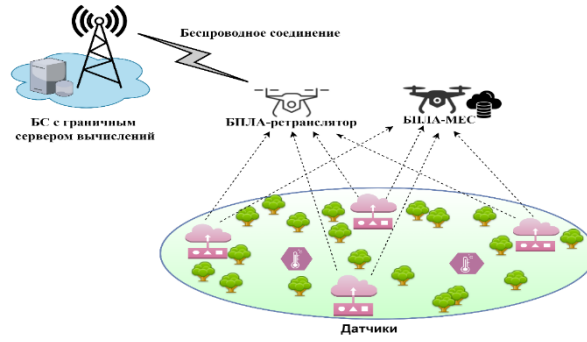 Беспроводное соединение
БС с граничным
сервером вычислений
БПЛА-ретранслятор
БПЛА-МЕС
Датчики